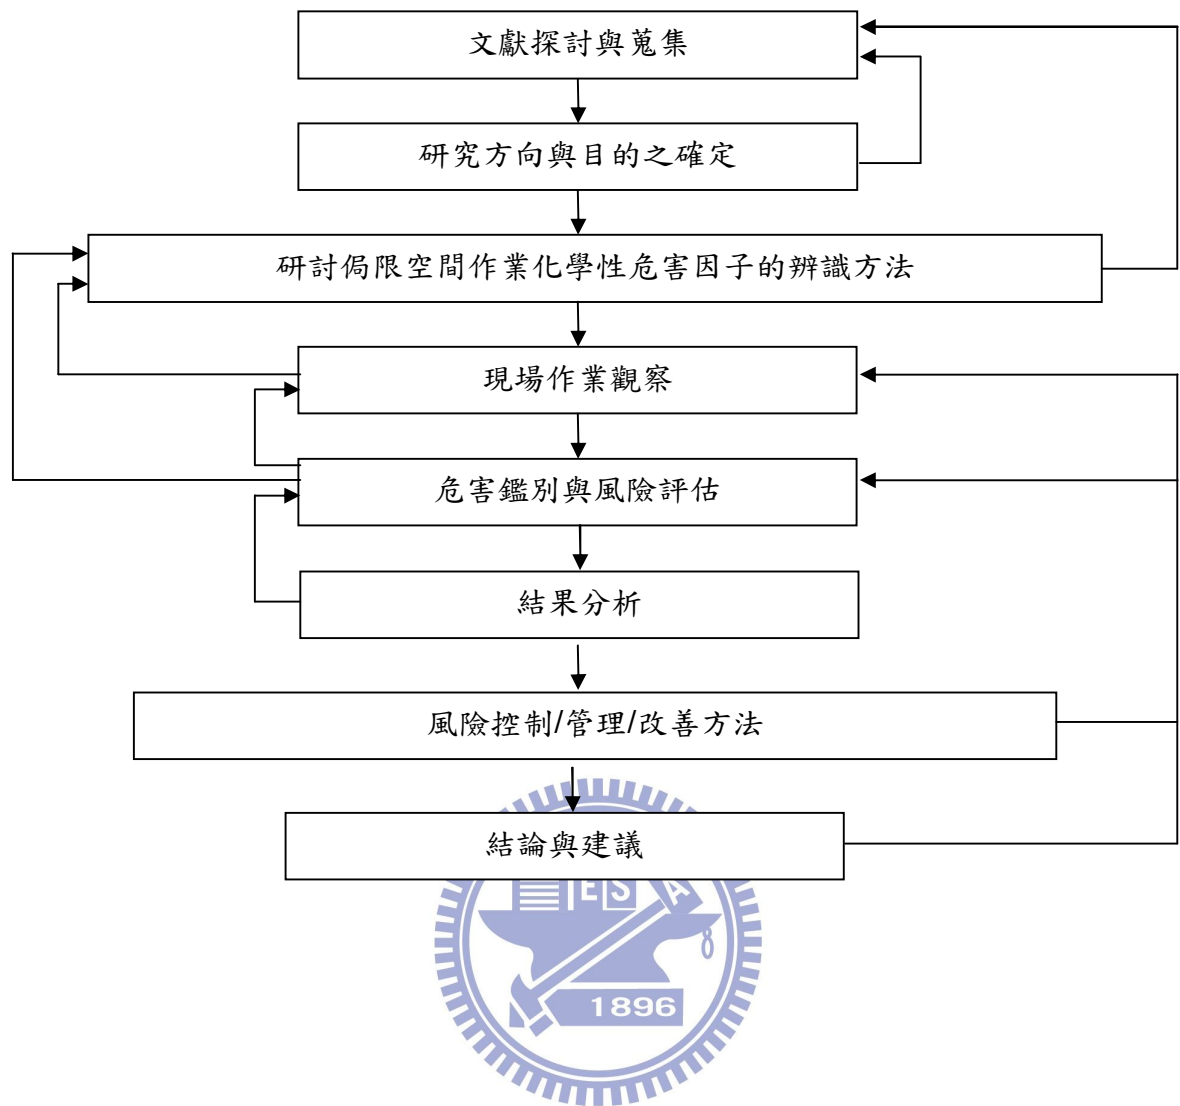 文獻探討與蒐集
研究方向與目的之確定
研討侷限空間作業化學性危害因子的辨識方法
現場作業觀察
危害鑑別與風險評估
結果分析
風險控制/管理/改善方法
結論與建議
E S A
1896